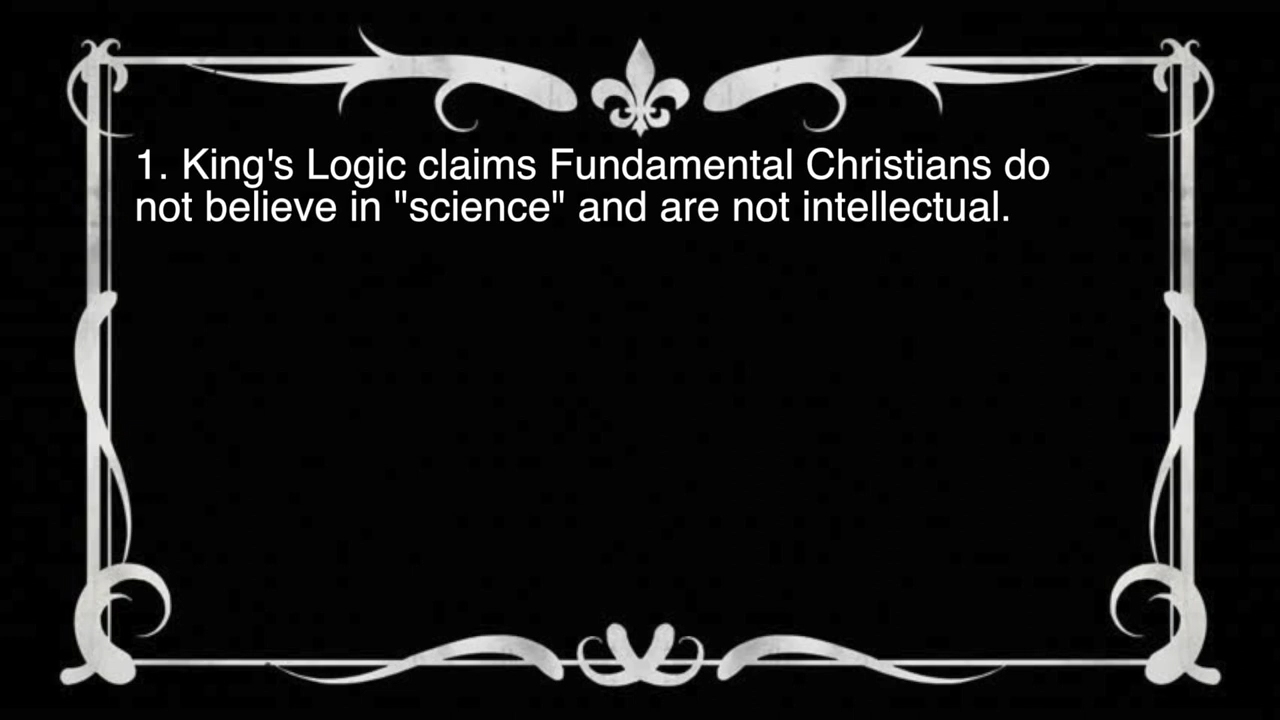 1. King's Logic claims Fundamental Christians do
not believe in "science" and are not intellectual.